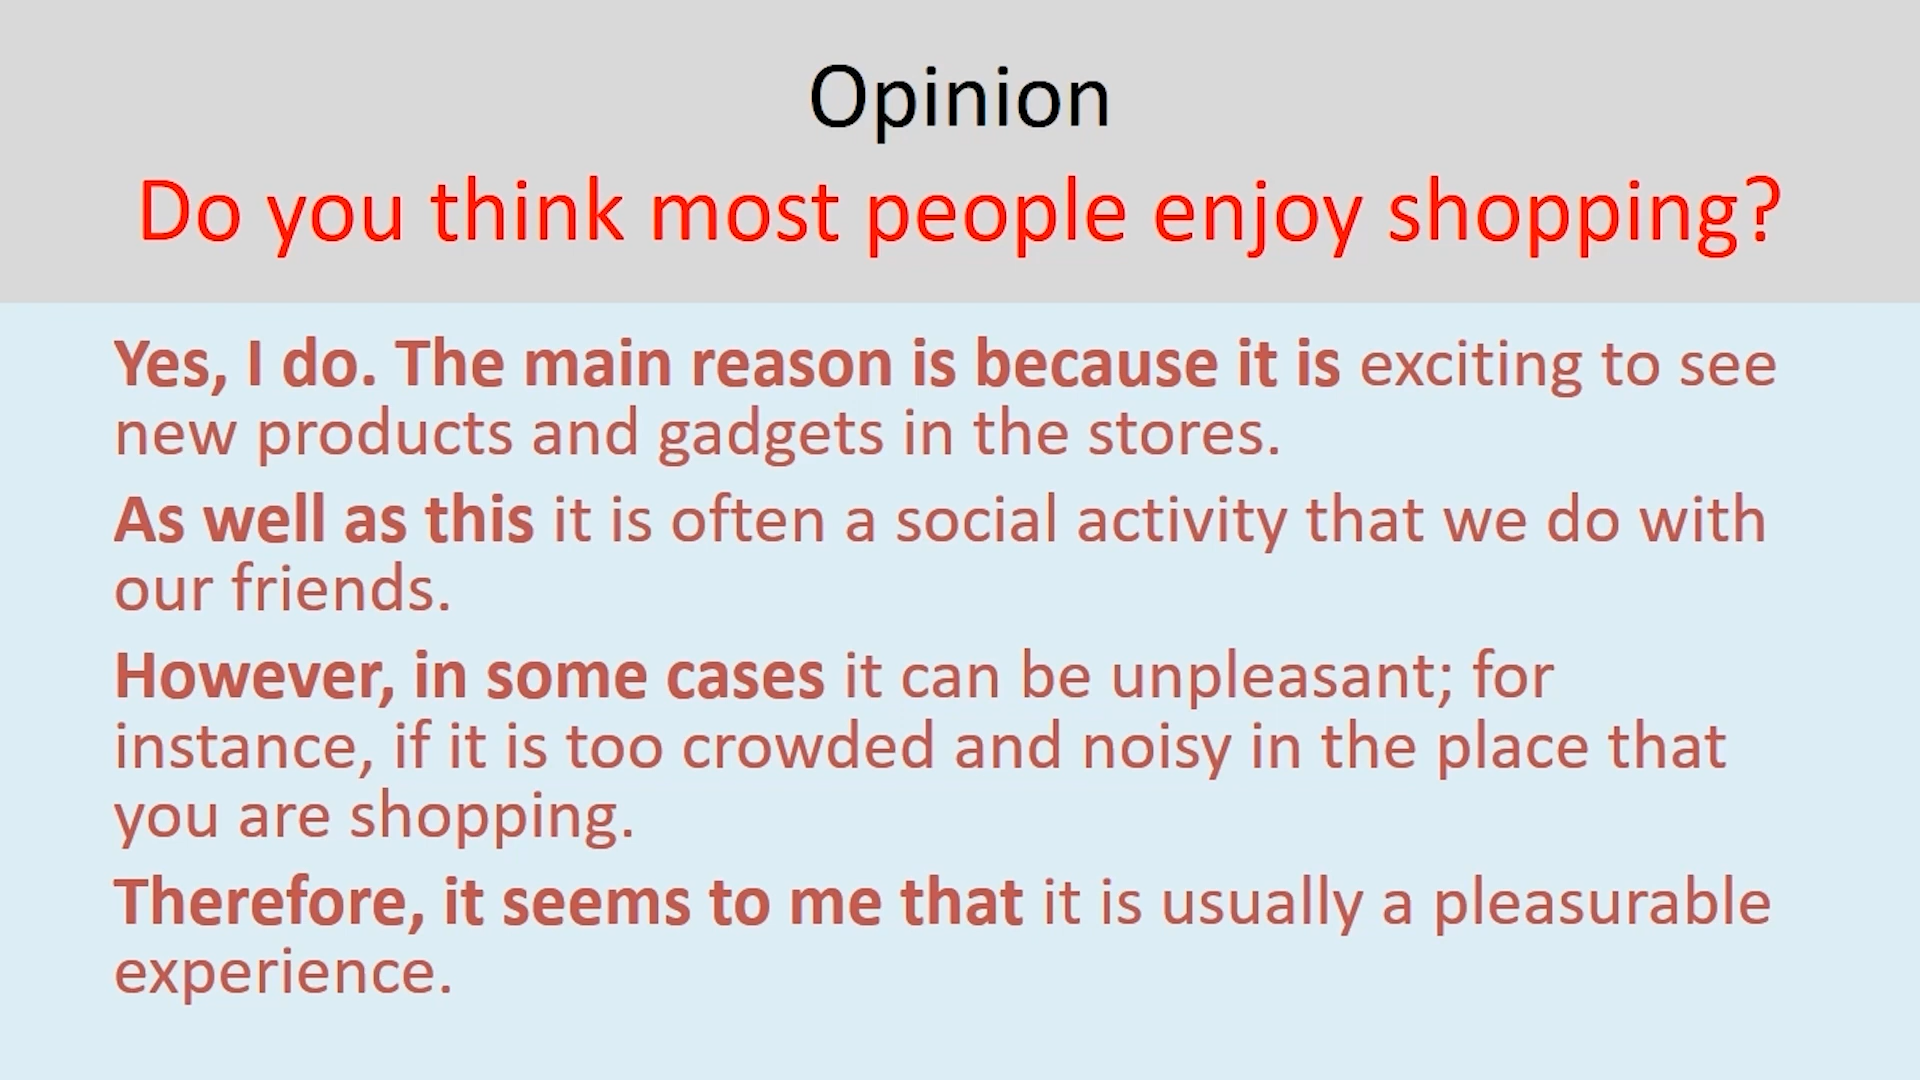 Opinion
Do you think most people enjoy shopping?
Yes, I do. The main reason is because it is exciting to see
new products and gadgets in the stores.
As well as this it is often a social activity that we do with
our friends.
However, in some cases it can be unpleasant; for
instance, if it is too crowded and noisy in the place that
you are shopping.
Therefore, it seems to me that it is usually a pleasurable
experience.